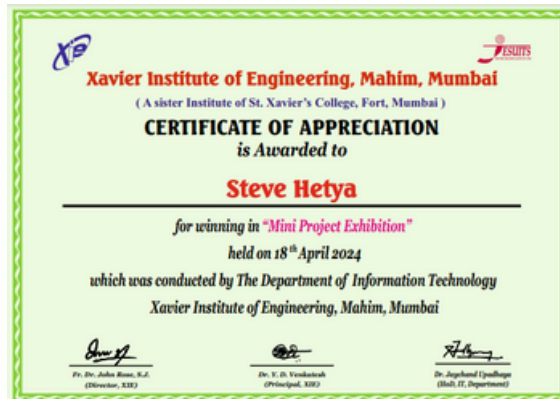 XIE
JESUITS
Xavier Institute of Engineering, Mahim, Mumbai
( A sister Institute of St. Xavier's College, Fort, Mumbai )
CERTIFICATE OF APPRECIATION
is Awarded to
Steve Hetya
for winning in "Mini Project Exhibition"
held on 18th April 2024
which was conducted by The Department of Information Technology
Xavier Institute of Engineering, Mahim, Mumbai
Fr. Dr. John Rose, S.J.
(Director, XIE)
Dr. Y. D. Venkatesh
(Principal, XIE)
Dr. Jaychand Upadhyay
(HoD, IT, Department)